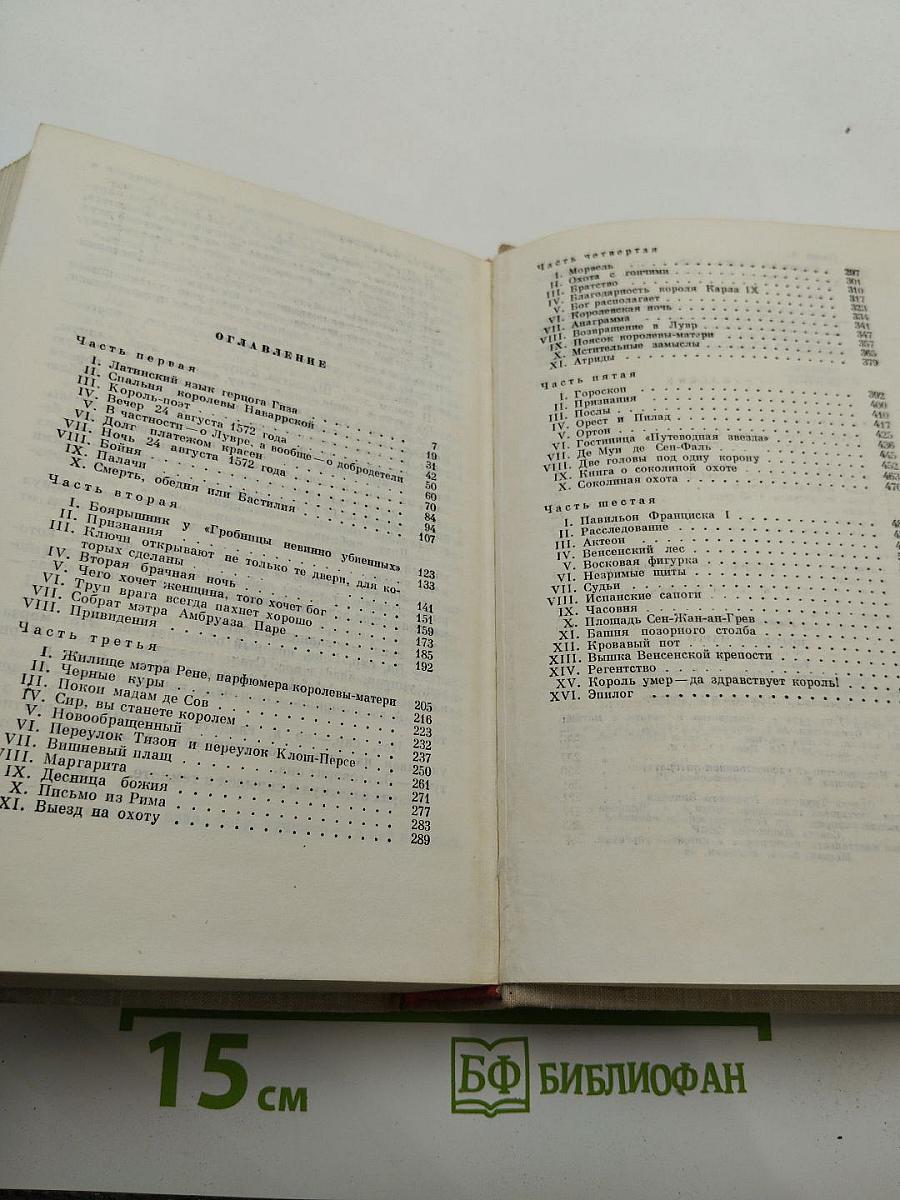 ОГЛАВЛЕНИЕ
Часть первая
I. Латинский язык герцога Гиза 7
II. Спальня королевы Наваррской 19
III. Король-поэт 31
IV. Вечер 24 августа 1572 года 42
V. В частности — о Лувре, а вообще — о добродетели 50
VI. Долг платежом красен 60
VII. Ночь 24 августа 1572 года 70
VIII. Бойня 84
IX. Палачи 94
X. Смерть, обедня или Бастилия 107
Часть вторая
I. Боярышник у «Гробницы невинно убиенных» 123
II. Признания 133
III. Ключи открывают не только те двери, для ко-
торых сделаны 141
IV. Вторая брачная ночь 151
V. Чего хочет женщина, того хочет бог 159
VI. Труп врага всегда пахнет хорошо 173
VII. Собрат мэтра Амбруаза Паре 185
VIII. Привидения 192
Часть третья
I. Жилище мэтра Рене, парфюмера королевы-матери 205
II. Черные куры 216
III. Покои мадам де Сов 223
IV. Сир, вы станете королем 232
V. Новообращенный 237
VI. Переулок Тизон и переулок Клош-Персе 250
VII. Вишневый плащ 261
VIII. Маргарита 271
IX. Десница божия 277
X. Письмо из Рима 283
XI. Выезд на охоту 289
Часть четвертая
I. Морвель 297
II. Охота с гончими 301
III. Братство 310
IV. Благодарность короля Карла IX 317
V. Бог располагает 323
VI. Королевская ночь 334
VII. Анаграмма 341
VIII. Возвращение в Лувр 347
IX. Поясок королевы-матери 357
X. Мстительные замыслы 365
XI. Атриды 379
Часть пятая
I. Гороскоп 392
II. Признания 400
III. Послы 410
IV. Орест и Пилад 417
V. Ортон 425
VI. Гостиница «Путеводная звезда» 436
VII. Де Муи де Сен-Фаль 445
VIII. Две головы под одну корону 452
IX. Книга о соколиной охоте 463
X. Соколиная охота 470
Часть шестая
I. Павильон Франциска I
II. Расследование
III. Актеон
IV. Венсенский лес
V. Восковая фигурка
VI. Незримые щиты
VII. Судьи
VIII. Испанские сапоги
IX. Часовня
X. Площадь Сен-Жан-ан-Грев
XI. Башня позорного столба
XII. Кровавый пот
XIII. Вышка Венсенской крепости
XIV. Регентство
XV. Король умер — да здравствует король!
XVI. Эпилог
15 см
БФ БИБЛИОФАН